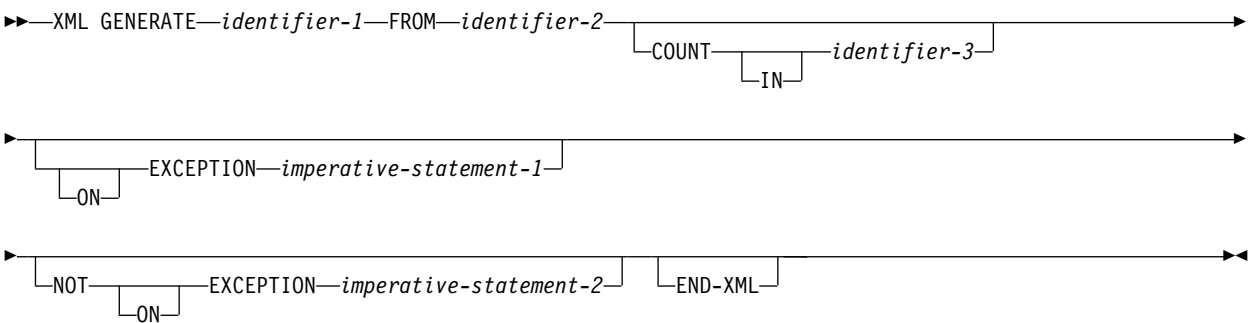 XML GENERATE identifier-1 FROM identifier-2
COUNT identifier-3
IN
EXCEPTION imperative-statement-1
ON
NOT EXCEPTION imperative-statement-2 END-XML
ON